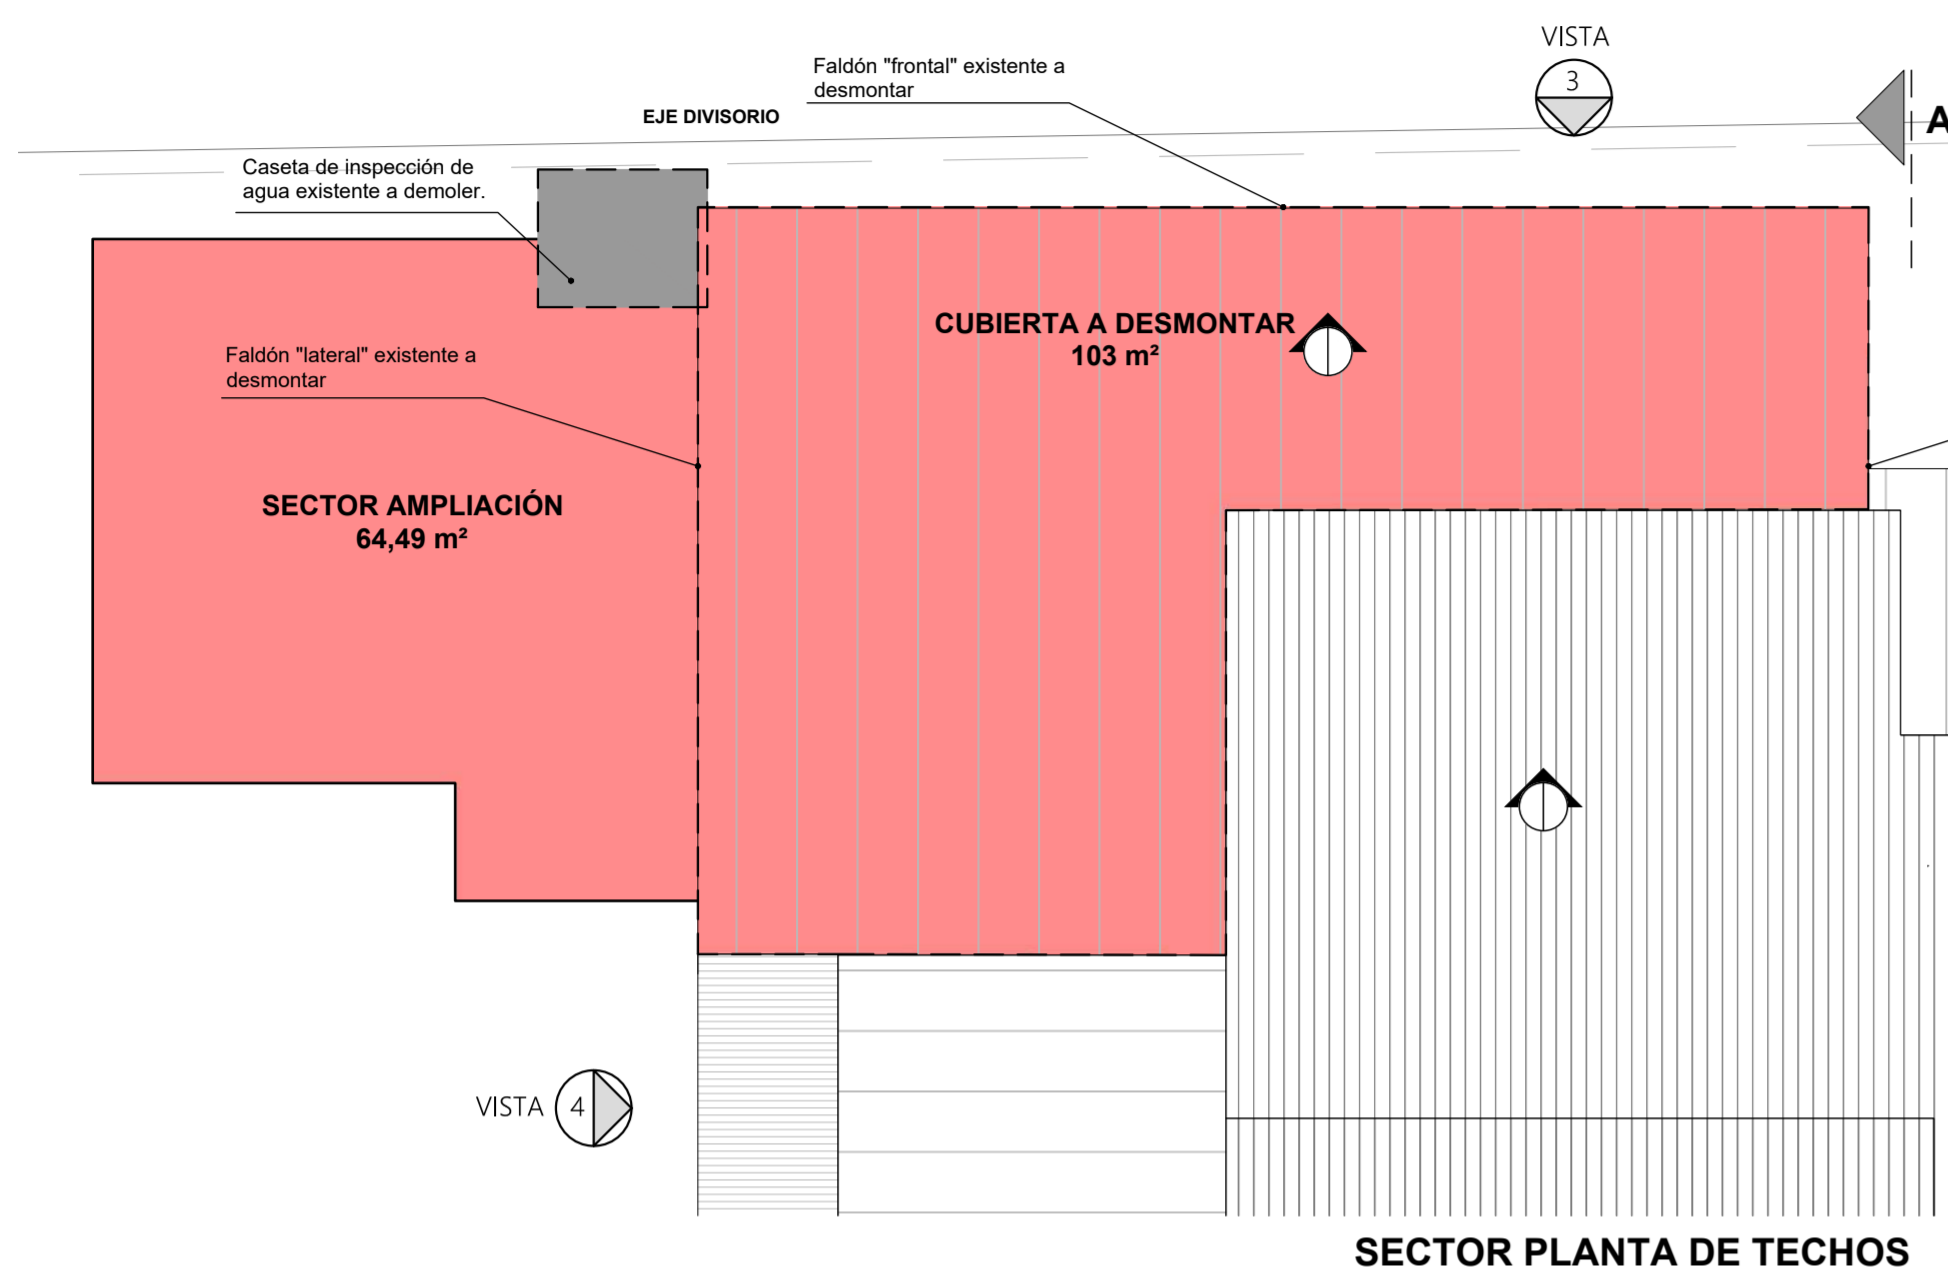 VISTA
3
Faldón "frontal" existente a
desmontar
EJE DIVISORIO
A
Caseta de inspección de
agua existente a demoler.
CUBIERTA A DESMONTAR
103 m²
Faldón "lateral" existente a
desmontar
SECTOR AMPLIACIÓN
64,49 m²
VISTA 4
SECTOR PLANTA DE TECHOS